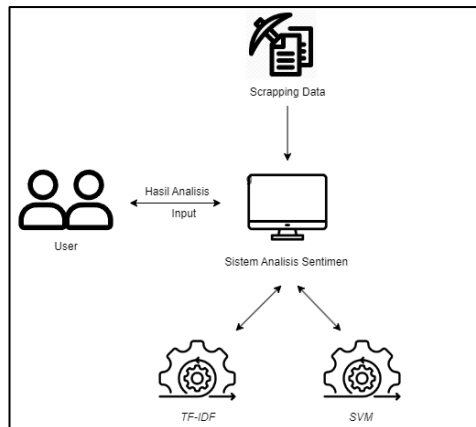 Scrapping Data
Hasil Analisis
Input
User
Sistem Analisis Sentimen
TF-IDF
SVM